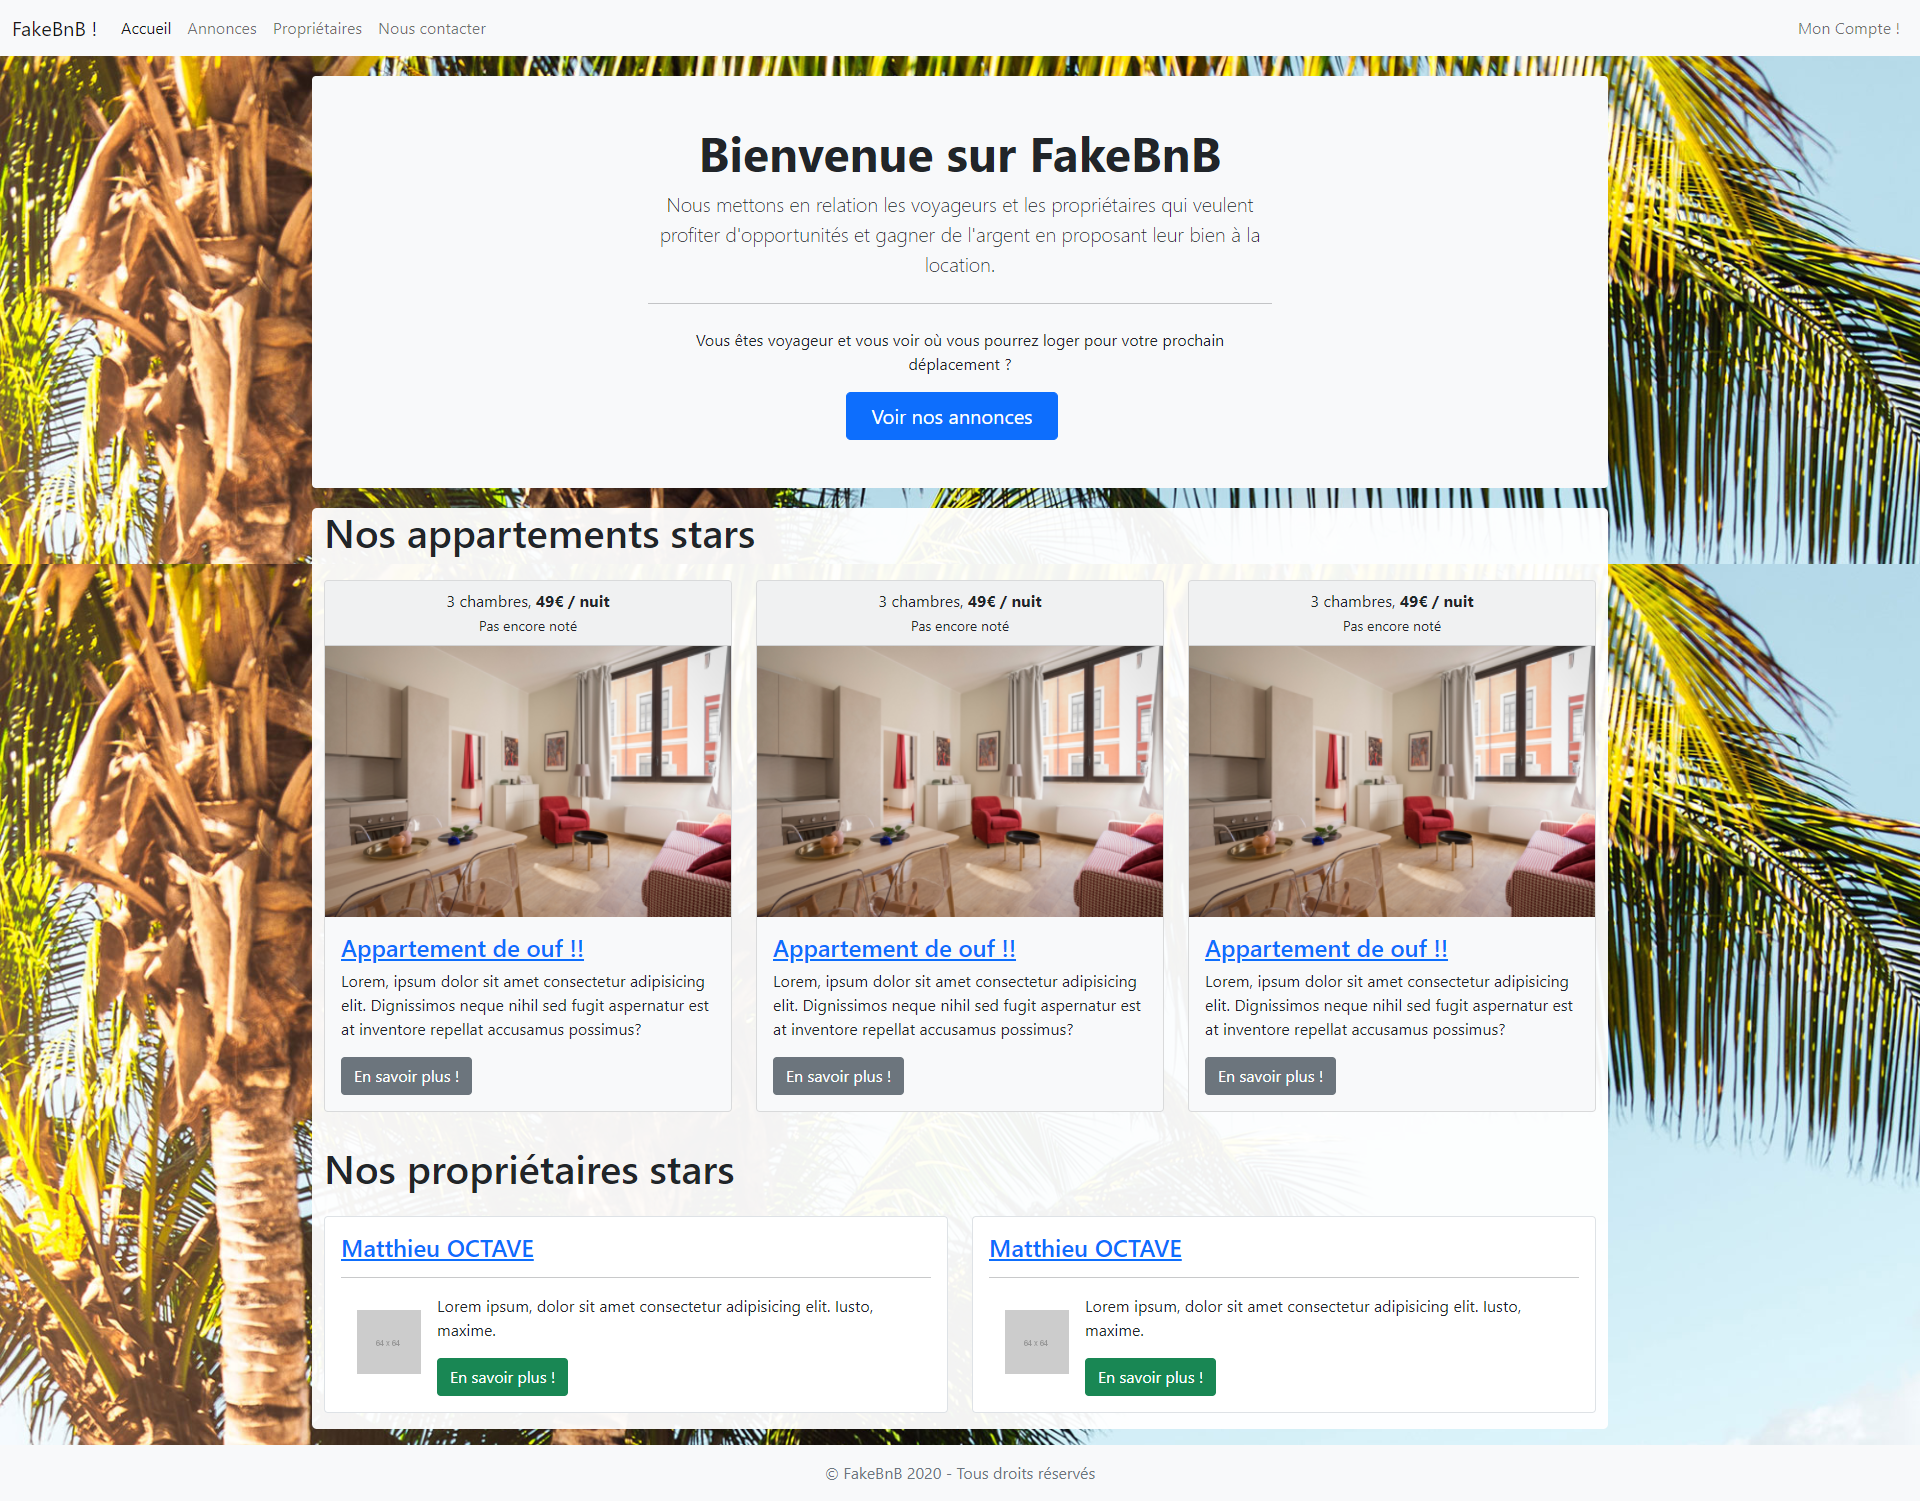 FakeBnB ! Accueil Annonces Propriétaires Nous contacter Mon Compte !
Bienvenue sur FakeBnB
Nous mettons en relation les voyageurs et les propriétaires qui veulent
profiter d'opportunités et gagner de l'argent en proposant leur bien à la
location.
Vous êtes voyageur et vous voir où vous pourrez loger pour votre prochain
déplacement ?
Voir nos annonces
Nos appartements stars
3 chambres, 49€ / nuit
Pas encore noté
Appartement de ouf !!
Lorem, ipsum dolor sit amet consectetur adipisicing
elit. Dignissimos neque nihil sed fugit aspernatur est
at inventore repellat accusamus possimus?
En savoir plus !
3 chambres, 49€ / nuit
Pas encore noté
Appartement de ouf !!
Lorem, ipsum dolor sit amet consectetur adipisicing
elit. Dignissimos neque nihil sed fugit aspernatur est
at inventore repellat accusamus possimus?
En savoir plus !
3 chambres, 49€ / nuit
Pas encore noté
Appartement de ouf !!
Lorem, ipsum dolor sit amet consectetur adipisicing
elit. Dignissimos neque nihil sed fugit aspernatur est
at inventore repellat accusamus possimus?
En savoir plus !
Nos propriétaires stars
Matthieu OCTAVE
64 x 64
Lorem ipsum, dolor sit amet consectetur adipisicing elit. Iusto,
maxime.
En savoir plus !
Matthieu OCTAVE
64 x 64
Lorem ipsum, dolor sit amet consectetur adipisicing elit. Iusto,
maxime.
En savoir plus !
© FakeBnB 2020 - Tous droits réservés